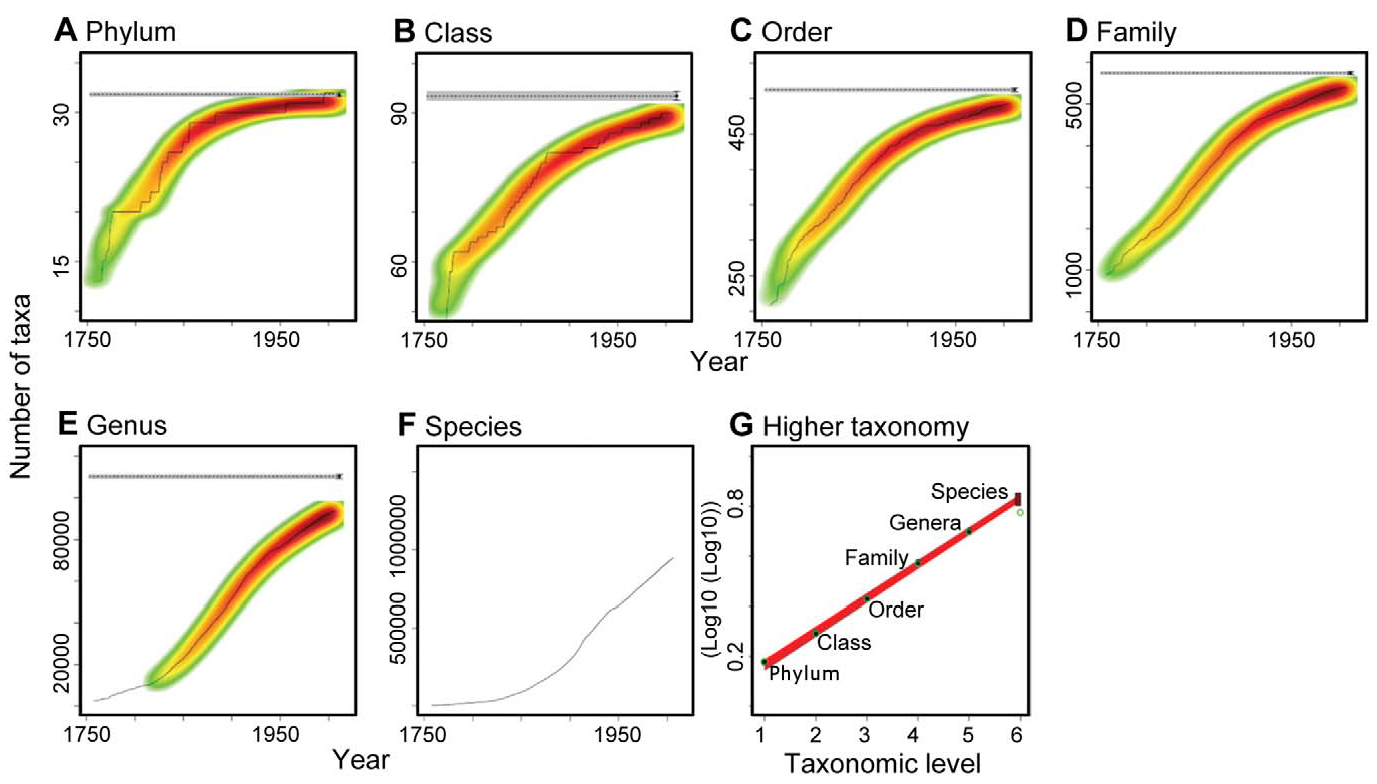 A Phylum
B Class
C Order
D Family
30
15
1750
1950
90
60
1750
1950
450
250
1750
1950
5000
1000
1750
1950
Number of taxa
Year
E Genus
F Species
G Higher taxonomy
80000
20000
1750
1950
1000000
500000
1750
1950
(Log10 (Log10))
0.8
0.2
Species
Genera
Family
Order
Class
Phylum
1 2 3 4 5 6
Year
Taxonomic level